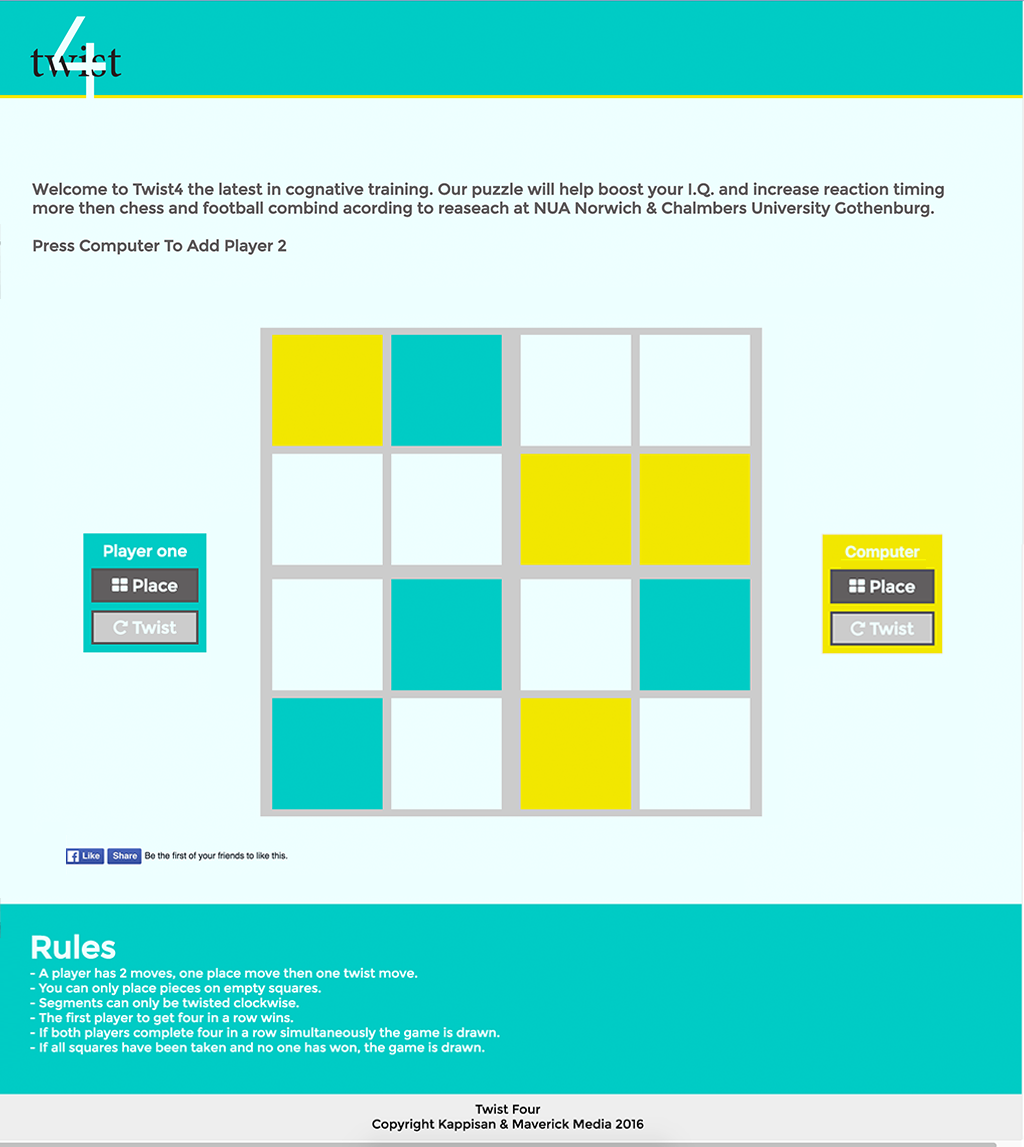 twist
4
Welcome to Twist4 the latest in cognative training. Our puzzle will help boost your I.Q. and increase reaction timing
more then chess and football combind acording to reaseach at NUA Norwich & Chalmbers University Gothenburg.
Press Computer To Add Player 2
Player one
Place
Twist
Computer
Place
Twist
Like Share Be the first of your friends to like this.
Rules
- A player has 2 moves, one place move then one twist move.
- You can only place pieces on empty squares.
- Segments can only be twisted clockwise.
- The first player to get four in a row wins.
- If both players complete four in a row simultaneously the game is drawn.
- If all squares have been taken and no one has won, the game is drawn.
Twist Four
Copyright Kappisan & Maverick Media 2016